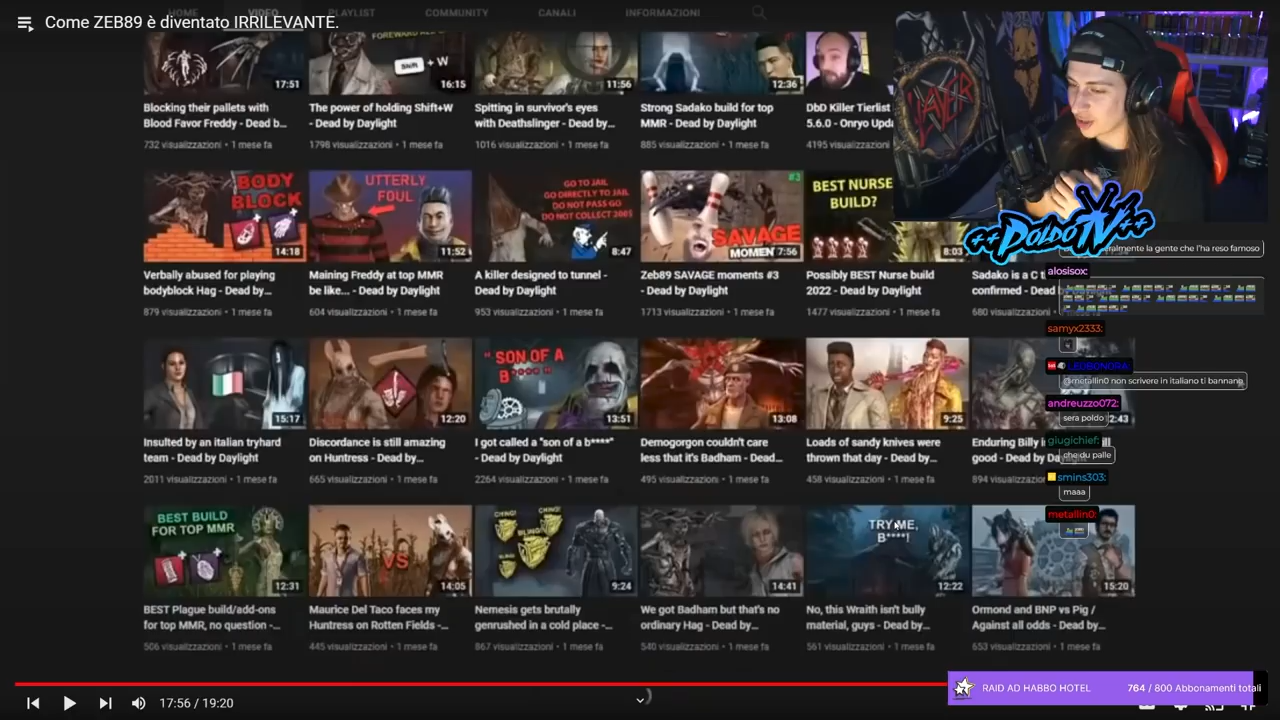 HOME VIDEO PLAYLIST COMMUNITY CANALI INFORMAZIONI
Come ZEB89 è diventato IRRILEVANTE.
SHIFT + W
17:51
16:15
11:56
12:36
Blocking their pallets with
Blood Favor Freddy - Dead b...
732 visualizzazioni • 1 mese fa
The power of holding Shift+W
- Dead by Daylight
1798 visualizzazioni • 1 mese fa
Spitting in survivor's eyes
with Deathslinger - Dead by...
1016 visualizzazioni • 1 mese fa
Strong Sadako build for top
MMR - Dead by Daylight
885 visualizzazioni • 1 mese fa
DbD Killer Tierlist
5.6.0 - Onryo Upda
4195 visualizzazioni
SLAYER
++POLDOTV++
BODY
BLOCK
14:18
UTTERLY
FOUL
11:52
GO TO JAIL
GO DIRECTLY TO JAIL
DO NOT PASS GO
8:47
#3
SAVAGE
MOMEN
7:56
BEST NURSE
BUILD?
8:03
Verbally abused for playing
bodyblock Hag - Dead by...
879 visualizzazioni • 1 mese fa
Maining Freddy at top MMR
be like... - Dead by Daylight
604 visualizzazioni • 1 mese fa
A killer designed to tunnel -
Dead by Daylight
953 visualizzazioni • 1 mese fa
Zeb89 SAVAGE moments #3
- Dead by Daylight
1713 visualizzazioni • 1 mese fa
Possibly BEST Nurse build
2022 - Dead by Daylight
1477 visualizzazioni • 1 mese fa
Sadako is a C t
confirmed - Dead
680 visualizzazioni
ralmente la gente che l'ha reso famoso
alosisox:
samyx2333:
@metallin0 non scrivere in italiano ti bannano
andreuzzo072:
sera poldo
giugichief:
che du palle
smins303:
maaa
metallin0:
15:17
12:20
" SON OF A
B**** "
13:51
13:08
9:25
2:43
Insulted by an italian tryhard
team - Dead by Daylight
2011 visualizzazioni • 1 mese fa
Discordance is still amazing
on Huntress - Dead by...
665 visualizzazioni • 1 mese fa
I got called a "son of a b****"
- Dead by Daylight
2264 visualizzazioni • 1 mese fa
Demogorgon couldn't care
less that it's Badham - Dead...
495 visualizzazioni • 1 mese fa
Loads of sandy knives were
thrown that day - Dead by...
458 visualizzazioni • 1 mese fa
Enduring Billy i ill
good - Dead by Da
894 visualizzazioni
BEST BUILD
FOR TOP MMR
12:31
VS
14:05
9:24
14:41
TRY ME,
B****!
12:22
15:20
BEST Plague build/add-ons
for top MMR, no question -...
506 visualizzazioni • 1 mese fa
Maurice Del Taco faces my
Huntress on Rotten Fields -...
445 visualizzazioni • 1 mese fa
Nemesis gets brutally
genrushed in a cold place -...
867 visualizzazioni • 1 mese fa
We got Badham but that's no
ordinary Hag - Dead by...
540 visualizzazioni • 1 mese fa
No, this Wraith isn't bully
material, guys - Dead by...
561 visualizzazioni • 1 mese fa
Ormond and BNP vs Pig /
Against all odds - Dead by...
653 visualizzazioni • 1 mese fa
17:56 / 19:20
RAID AD HABBO HOTEL 764 / 800 Abbonamenti totali